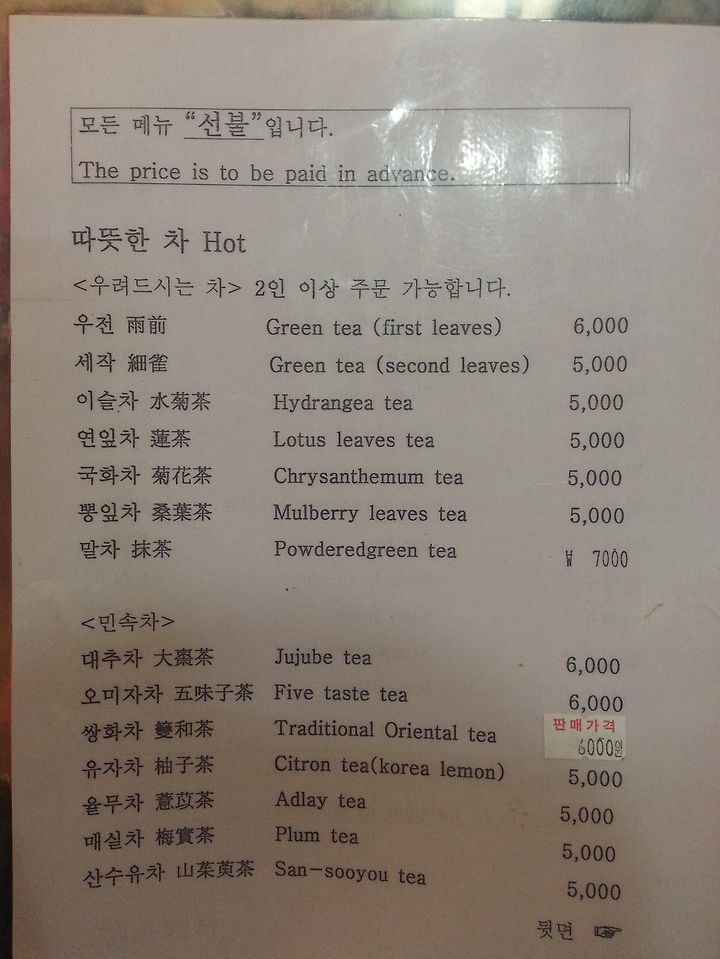 모든 메뉴 “선불”입니다.
The price is to be paid in advance.
따뜻한 차 Hot
<우려드시는 차> 2인 이상 주문 가능합니다.
우전 雨前 Green tea (first leaves) 6,000
세작 細雀 Green tea (second leaves) 5,000
이슬차 水菊茶 Hydrangea tea 5,000
연잎차 蓮茶 Lotus leaves tea 5,000
국화차 菊花茶 Chrysanthemum tea 5,000
뽕잎차 桑葉茶 Mulberry leaves tea 5,000
말차 抹茶 Powderedgreen tea ₩ 7000
<민속차>
대추차 大棗茶 Jujube tea 6,000
오미자차 五味子茶 Five taste tea 6,000
판매가격
쌍화차 雙和茶 Traditional Oriental tea 6000원
유자차 柚子茶 Citron tea(korea lemon) 5,000
율무차 薏苡茶 Adlay tea 5,000
매실차 梅實茶 Plum tea 5,000
산수유차 山茱萸茶 San-sooyou tea 5,000
뒷면 ☞